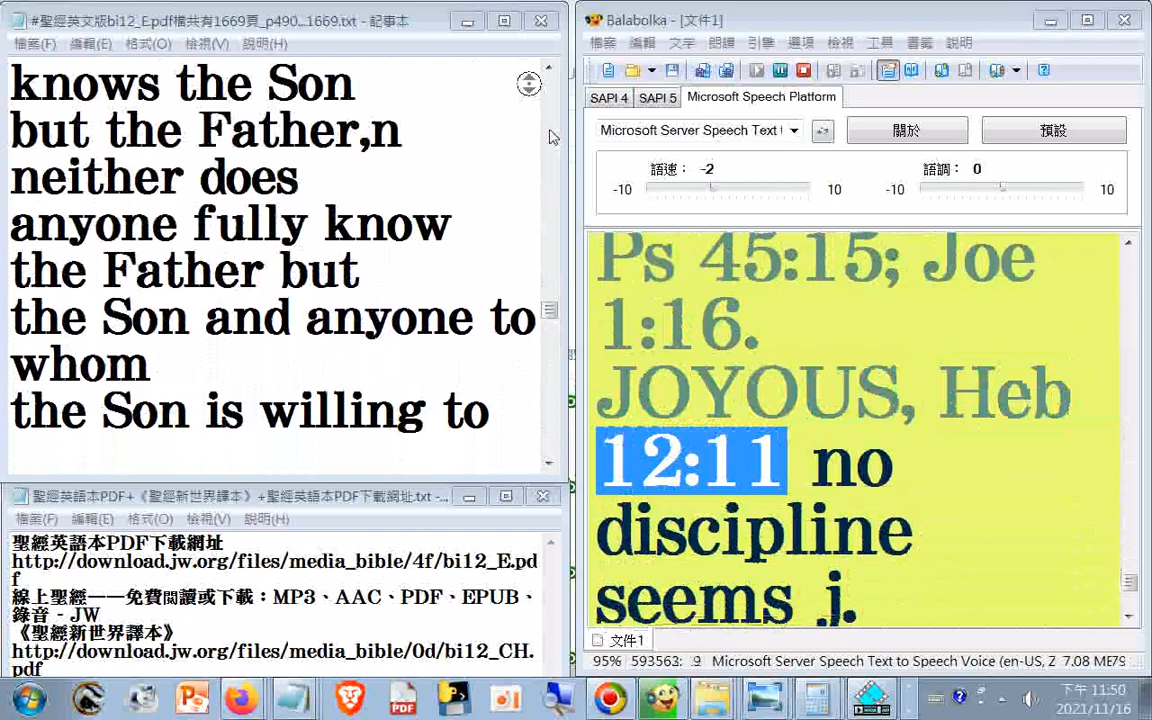 #聖經英文版bi12_E.pdf檔共有1669頁_p490...1669.txt - 記事本
檔案(F) 編輯(E) 格式(O) 檢視(V) 說明(H)
knows the Son
but the Father,n
neither does
anyone fully know
the Father but
the Son and anyone to
whom
the Son is willing to
聖經英語本PDF+《聖經新世界譯本》+聖經英語本PDF下載網址.txt -...
檔案(F) 編輯(E) 格式(O) 檢視(V) 說明(H)
聖經英語本PDF下載網址
http://download.jw.org/files/media_bible/4f/bi12_E.pd
f
線上聖經──免費閱讀或下載：MP3、AAC、PDF、EPUB、
錄音 - JW
《聖經新世界譯本》
http://download.jw.org/files/media_bible/0d/bi12_CH.
pdf
Balabolka - [文件1]
檔案 編輯 文字 朗讀 引擎 選項 檢視 工具 書籤 說明
SAPI 4 SAPI 5 Microsoft Speech Platform
Microsoft Server Speech Text 關於 預設
語速： -2 語調： 0
-10 10 -10 10
Ps 45:15; Joe
1:16.
JOYOUS, Heb
12:11 no
discipline
seems j.
文件1
95% 593563: .9 Microsoft Server Speech Text to Speech Voice (en-US, Z 7.08 ME79
PDF
下午 11:50
2021/11/16